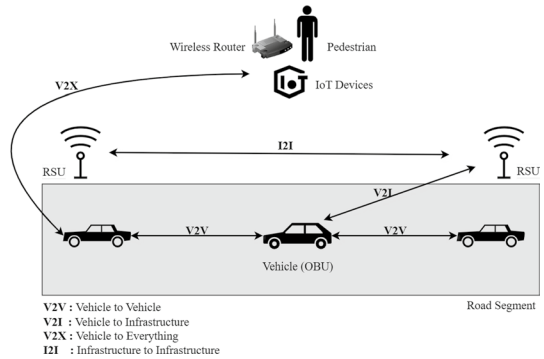 Wireless Router
Pedestrian
IoT
IoT Devices
V2X
I2I
RSU
RSU
V2I
V2V
V2V
Vehicle (OBU)
Road Segment
V2V : Vehicle to Vehicle
V2I : Vehicle to Infrastructure
V2X : Vehicle to Everything
I2I : Infrastructure to Infrastructure